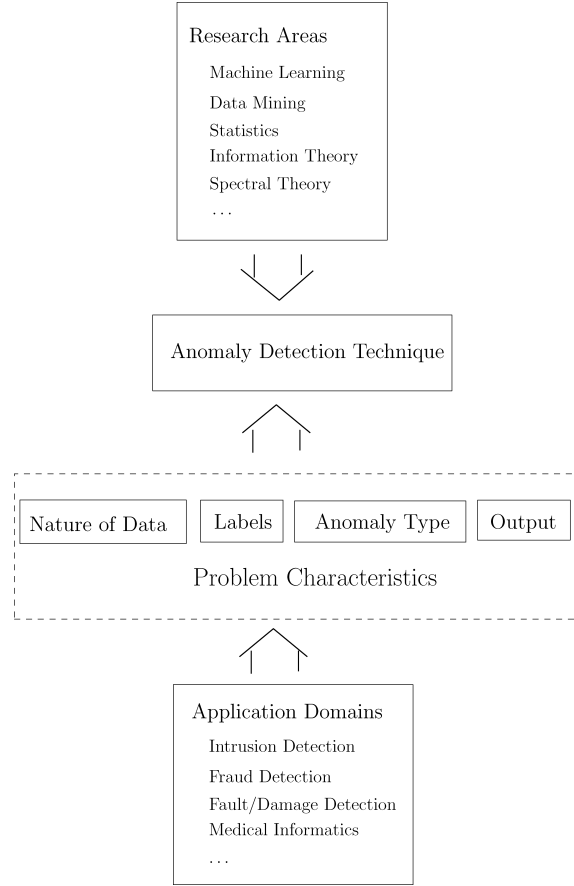 Research Areas
Machine Learning
Data Mining
Statistics
Information Theory
Spectral Theory
...
Anomaly Detection Technique
Nature of Data Labels Anomaly Type Output
Problem Characteristics
Application Domains
Intrusion Detection
Fraud Detection
Fault/Damage Detection
Medical Informatics
...